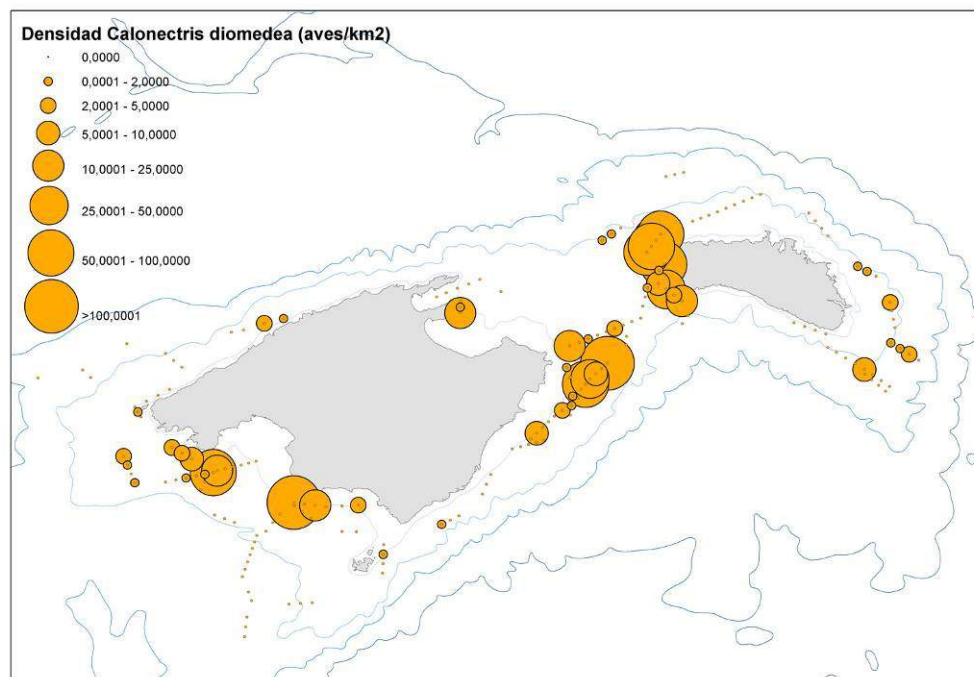 Densidad Calonectris diomedea (aves/km2)
0,0000
0,0001 - 2,0000
2,0001 - 5,0000
5,0001 - 10,0000
10,0001 - 25,0000
25,0001 - 50,0000
50,0001 - 100,0000
>100,0001